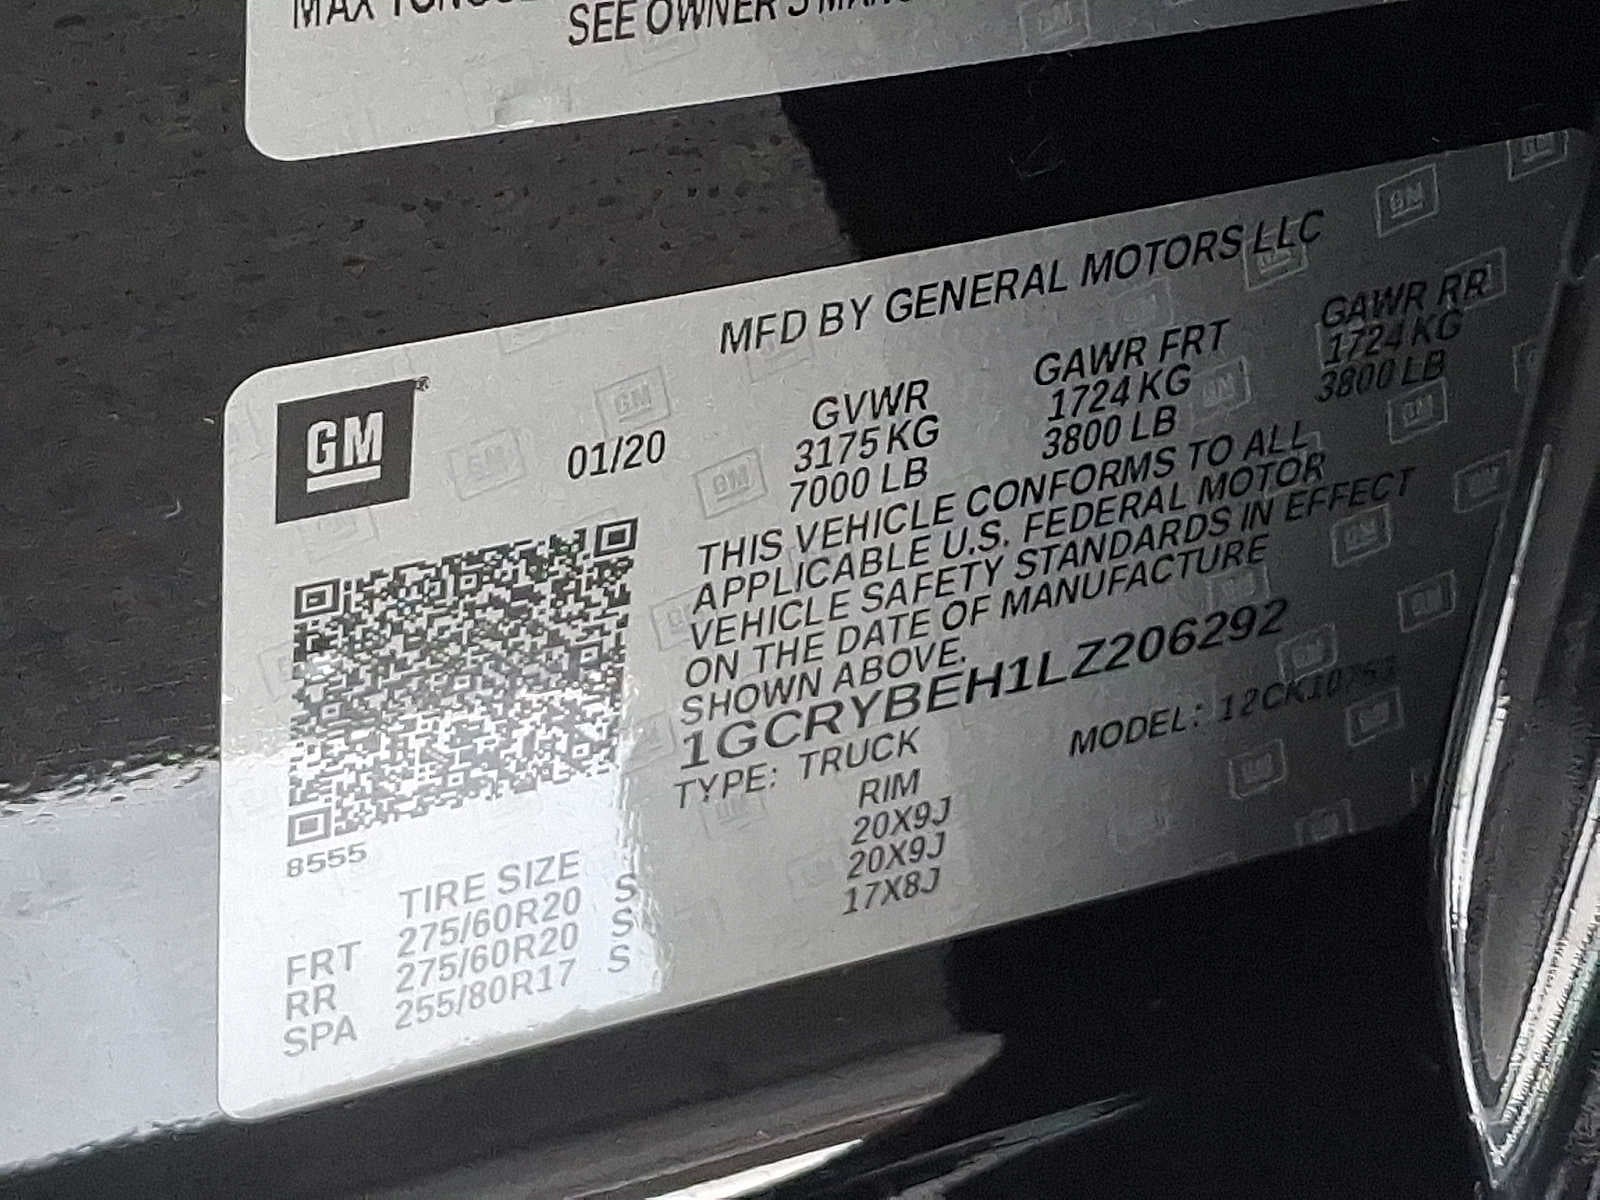 MAX
SEE OWNER'S
MFD BY GENERAL MOTORS LLC
GM
01/20
GVWR GAWR FRT GAWR RR
3175 KG 1724 KG 1724 KG
7000 LB 3800 LB 3800 LB
THIS VEHICLE CONFORMS TO ALL
APPLICABLE U.S. FEDERAL MOTOR
VEHICLE SAFETY STANDARDS IN EFFECT
ON THE DATE OF MANUFACTURE
SHOWN ABOVE.
1GCRYBEH1LZ206292
TYPE: TRUCK MODEL:
8555
TIRE SIZE RIM
FRT 275/60R20 S 20X9J
RR 275/60R20 S 20X9J
SPA 255/80R17 S 17X8J